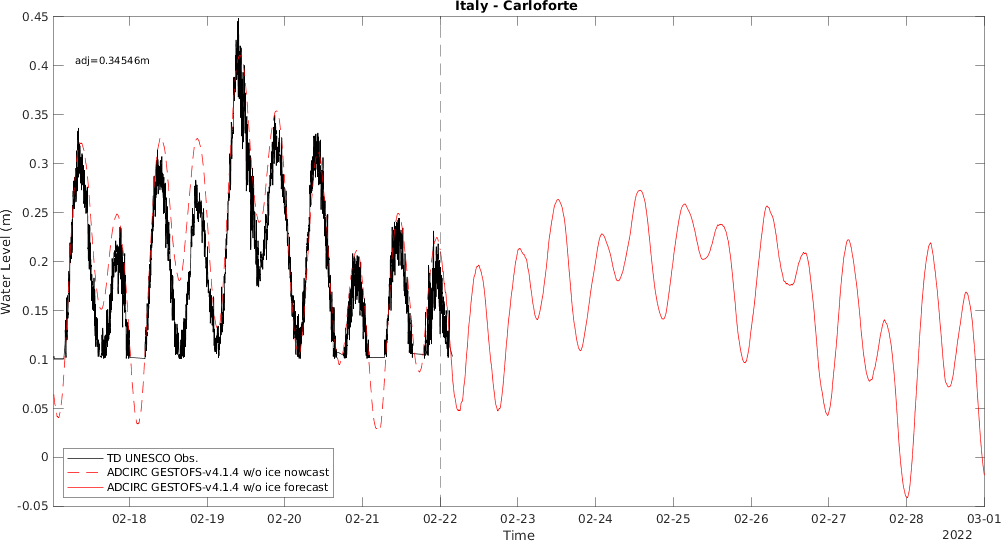 Italy - Carloforte
adj=0.34546m
Water Level (m)
0.45
0.4
0.35
0.3
0.25
0.2
0.15
0.1
0.05
0
-0.05
TD UNESCO Obs.
ADCIRC GESTOFS-v4.1.4 w/o ice nowcast
ADCIRC GESTOFS-v4.1.4 w/o ice forecast
02-18 02-19 02-20 02-21 02-22 02-23 02-24 02-25 02-26 02-27 02-28 03-01
Time
2022